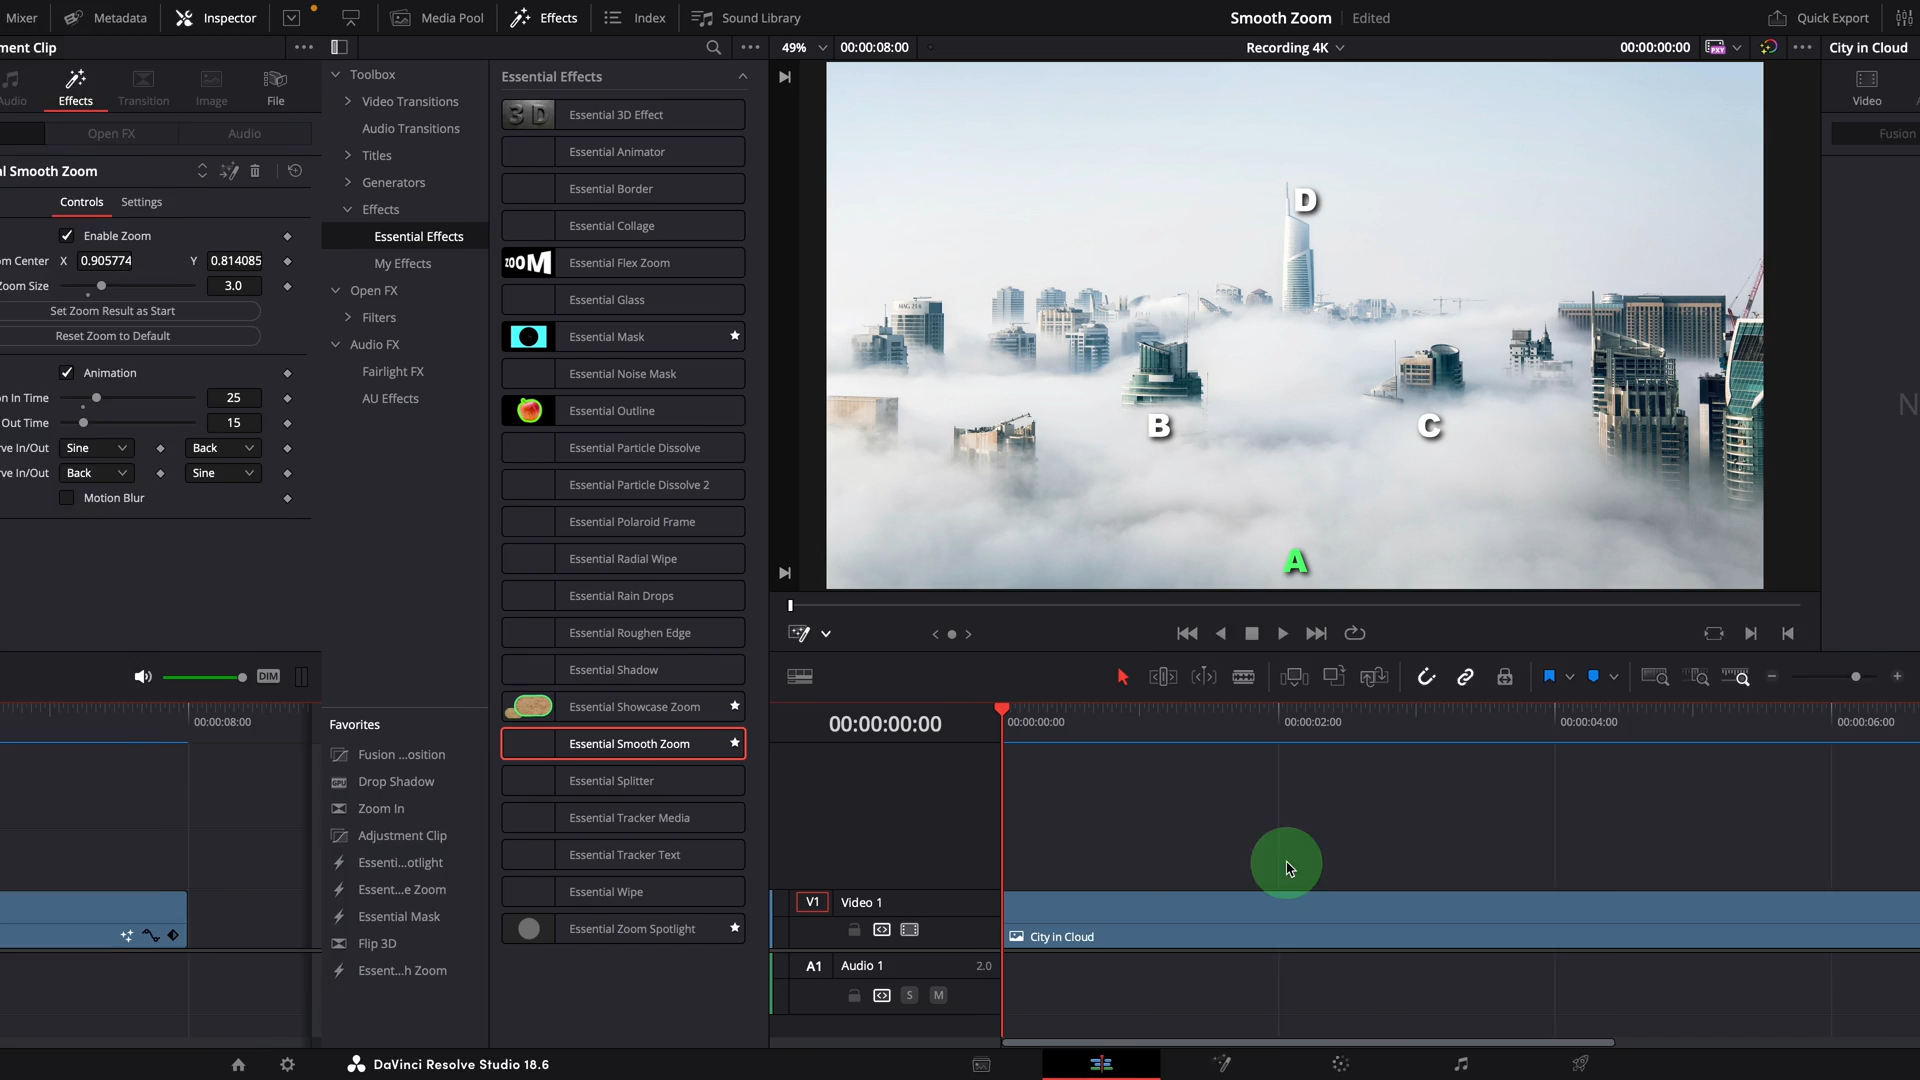 Mixer
Metadata
Inspector
Media Pool
Effects
Index
Sound Library
Smooth Zoom
Edited
Quick Export
ment Clip
49%
00:00:08:00
Recording 4K
00:00:00:00
City in Cloud
Audio
Effects
Transition
Image
File
Video
Open FX
Audio
Fusion
l Smooth Zoom
Controls
Settings
Enable Zoom
om Center
X
0.905774
Y
0.814085
Zoom Size
3.0
Set Zoom Result as Start
Reset Zoom to Default
Animation
on In Time
25
Out Time
15
rve In/Out
Sine
Back
rve In/Out
Back
Sine
Motion Blur
Toolbox
Video Transitions
Audio Transitions
Titles
Generators
Effects
Essential Effects
My Effects
Open FX
Filters
Audio FX
Fairlight FX
AU Effects
Favorites
Fusion ...osition
Drop Shadow
Zoom In
Adjustment Clip
Essenti...otlight
Essent...e Zoom
Essential Mask
Flip 3D
Essent...h Zoom
Essential Effects
3D
Essential 3D Effect
Essential Animator
Essential Border
Essential Collage
ZOOM
Essential Flex Zoom
Essential Glass
Essential Mask
Essential Noise Mask
Essential Outline
Essential Particle Dissolve
Essential Particle Dissolve 2
Essential Polaroid Frame
Essential Radial Wipe
Essential Rain Drops
Essential Roughen Edge
Essential Shadow
Essential Showcase Zoom
Essential Smooth Zoom
Essential Splitter
Essential Tracker Media
Essential Tracker Text
Essential Wipe
Essential Zoom Spotlight
D
B
C
A
N
DIM
00:00:08:00
00:00:00:00
00:00:00:00
00:00:02:00
00:00:04:00
00:00:06:00
V1
Video 1
City in Cloud
A1
Audio 1
2.0
S
M
DaVinci Resolve Studio 18.6